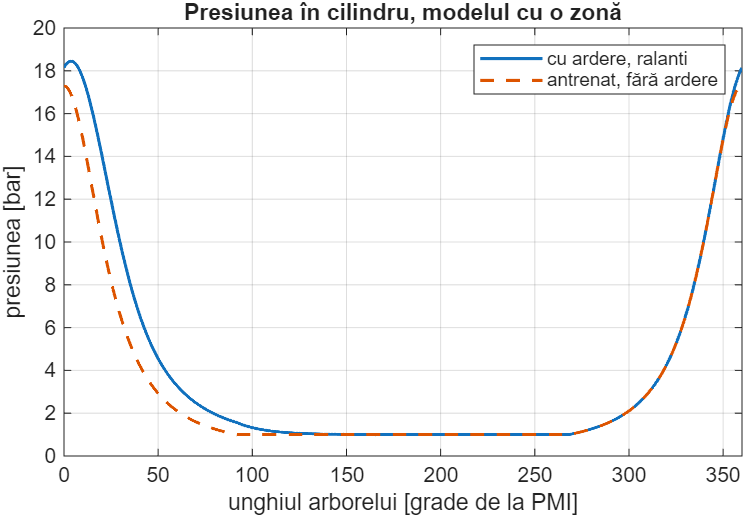 Presiunea în cilindru, modelul cu o zonă
cu ardere, ralanti
antrenat, fără ardere
presiunea [bar]
20
18
16
14
12
10
8
6
4
2
0
0 50 100 150 200 250 300 350
unghiul arborelui [grade de la PMI]